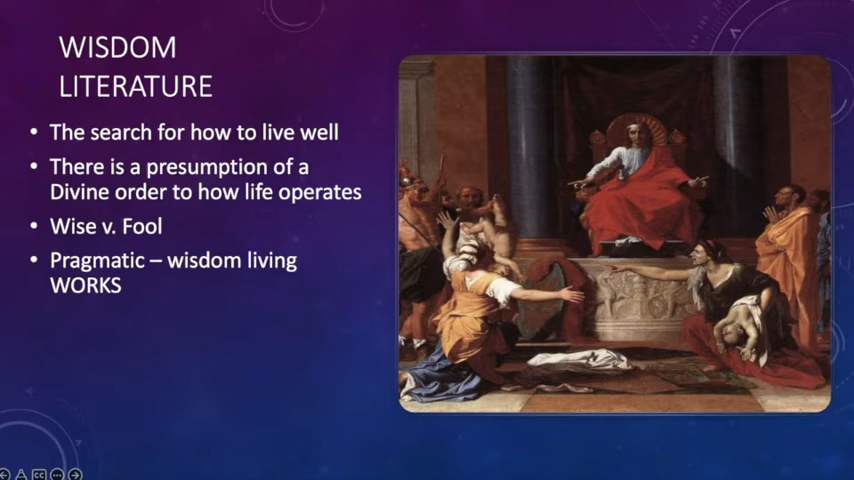 WISDOM
LITERATURE
• The search for how to live well
• There is a presumption of a
Divine order to how life operates
• Wise v. Fool
• Pragmatic – wisdom living
WORKS
CC